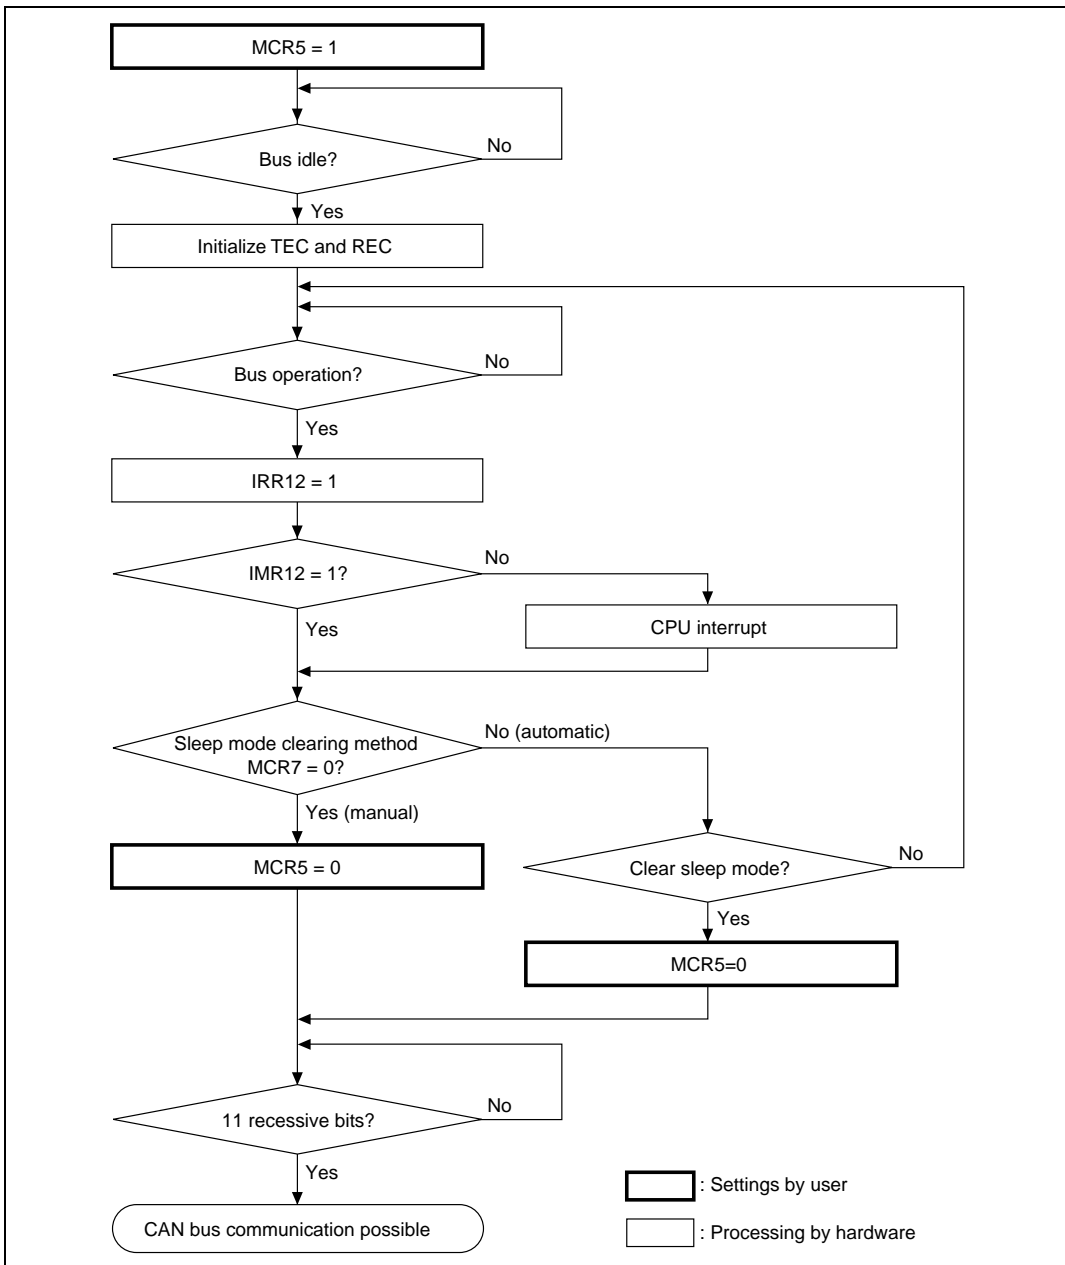 MCR5 = 1
Bus idle?
No
Yes
Initialize TEC and REC
Bus operation?
No
Yes
IRR12 = 1
IMR12 = 1?
No
Yes
CPU interrupt
Sleep mode clearing method
MCR7 = 0?
No (automatic)
Yes (manual)
MCR5 = 0
Clear sleep mode?
No
Yes
MCR5=0
11 recessive bits?
No
Yes
CAN bus communication possible
: Settings by user
: Processing by hardware